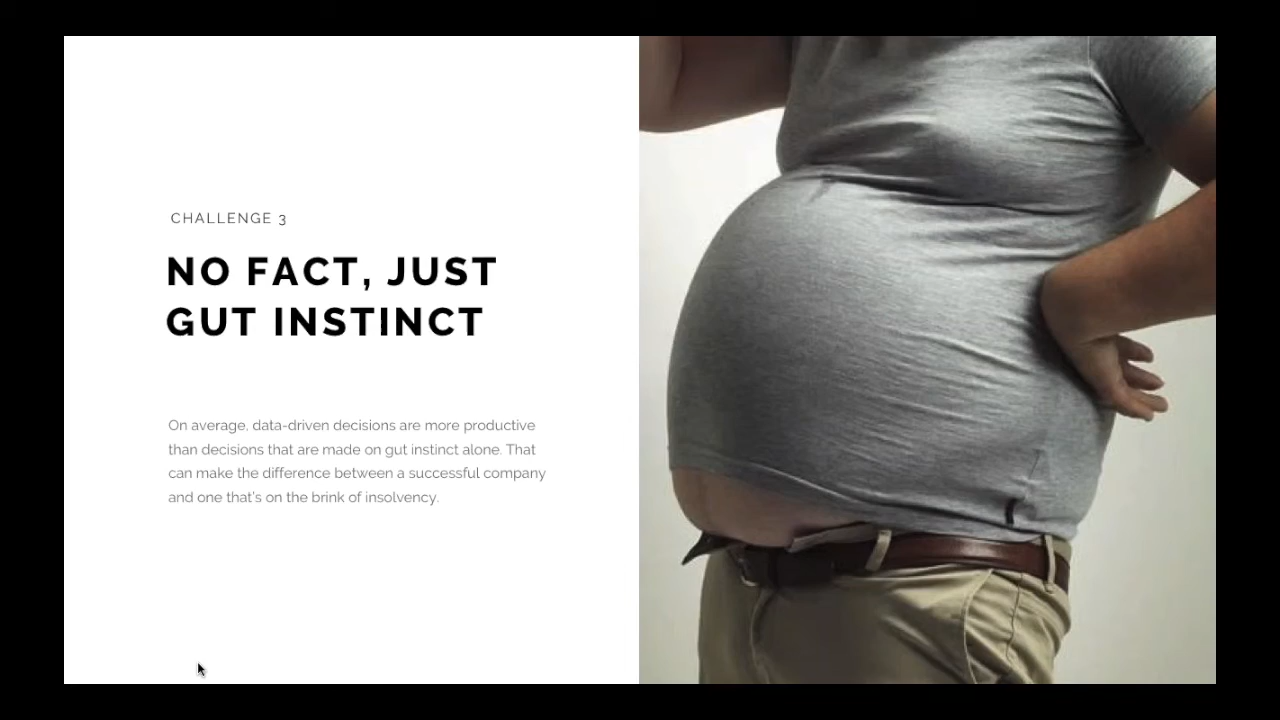 CHALLENGE 3
NO FACT, JUST
GUT INSTINCT
On average, data-driven decisions are more productive
than decisions that are made on gut instinct alone. That
can make the difference between a successful company
and one that's on the brink of insolvency.